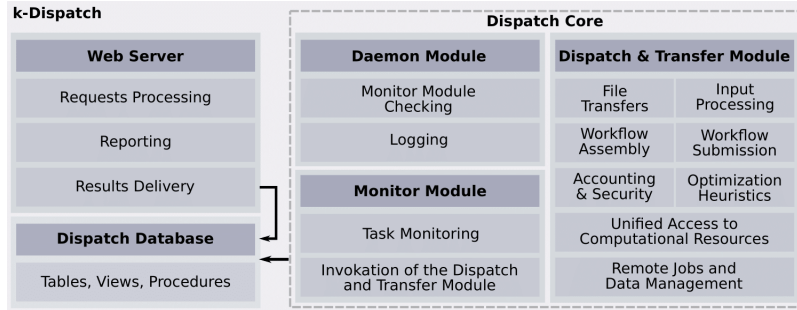 k-Dispatch
Web Server
Requests Processing
Reporting
Results Delivery
Dispatch Database
Tables, Views, Procedures
Dispatch Core
Daemon Module
Monitor Module
Checking
Logging
Monitor Module
Task Monitoring
Invokation of the Dispatch
and Transfer Module
Dispatch & Transfer Module
File
Transfers
Input
Processing
Workflow
Assembly
Workflow
Submission
Accounting
& Security
Optimization
Heuristics
Unified Access to
Computational Resources
Remote Jobs and
Data Management